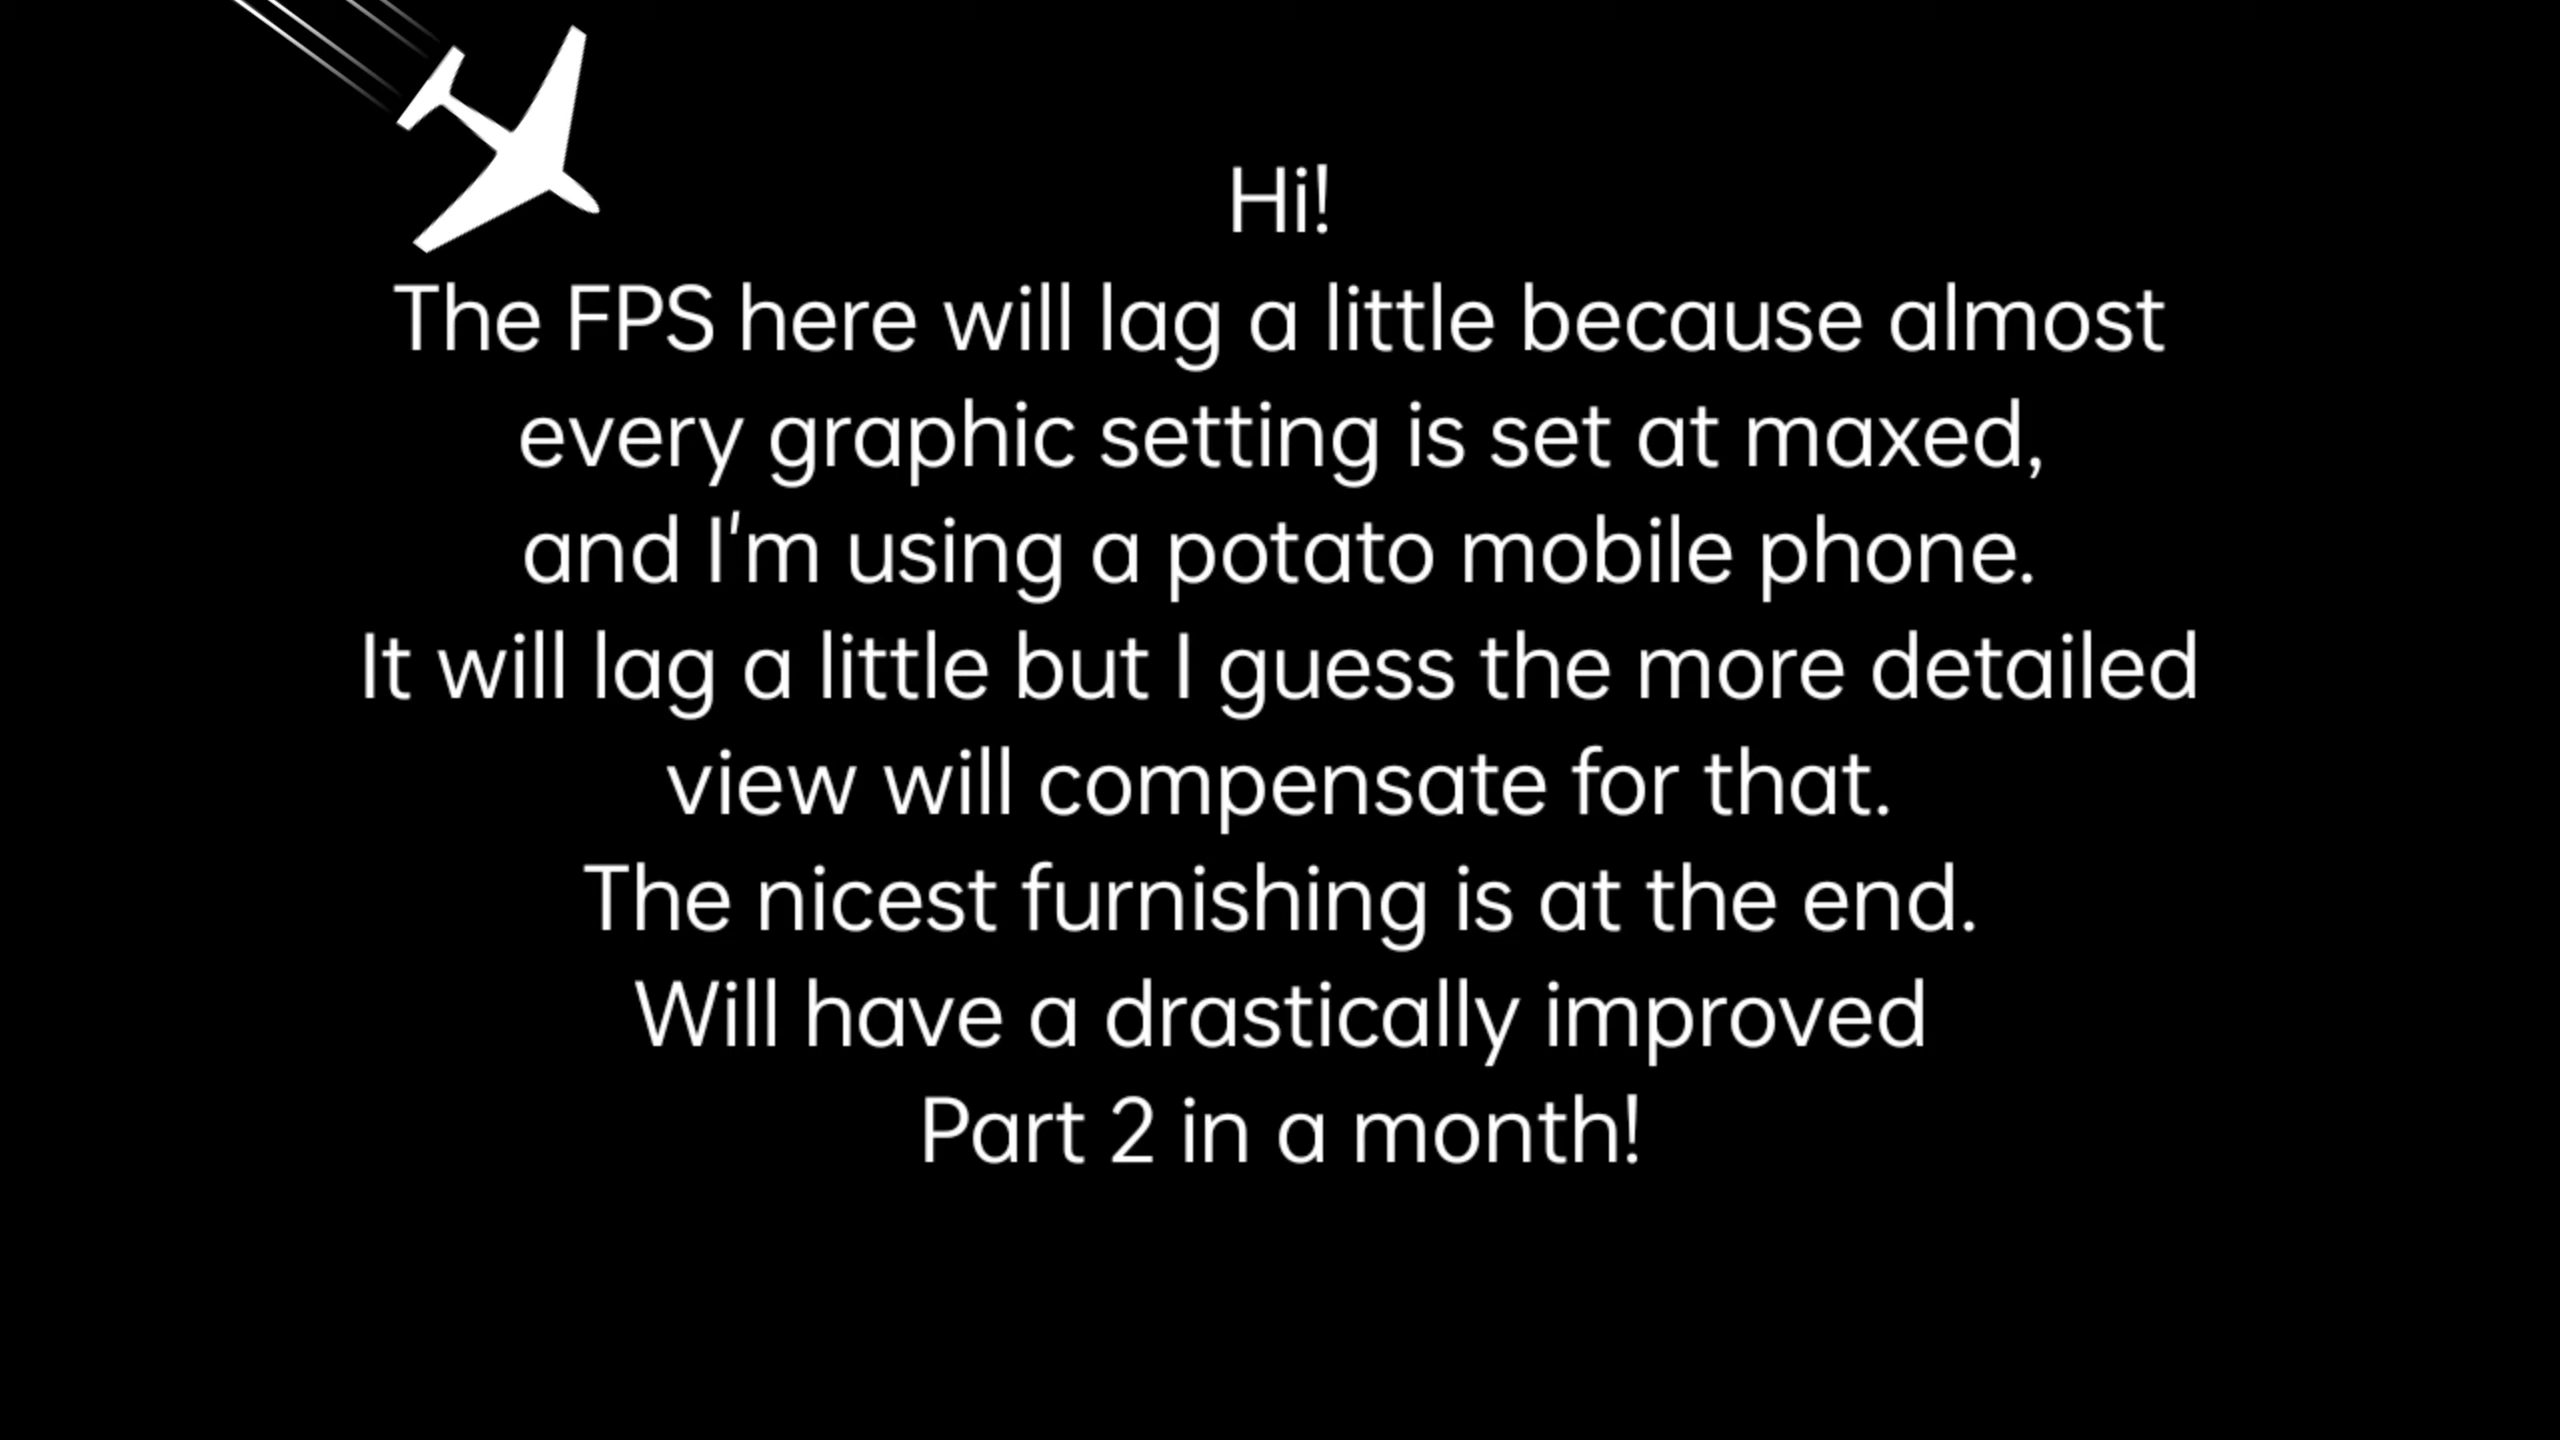 Hi!
The FPS here will lag a little because almost
every graphic setting is set at maxed,
and I'm using a potato mobile phone.
It will lag a little but I guess the more detailed
view will compensate for that.
The nicest furnishing is at the end.
Will have a drastically improved
Part 2 in a month!